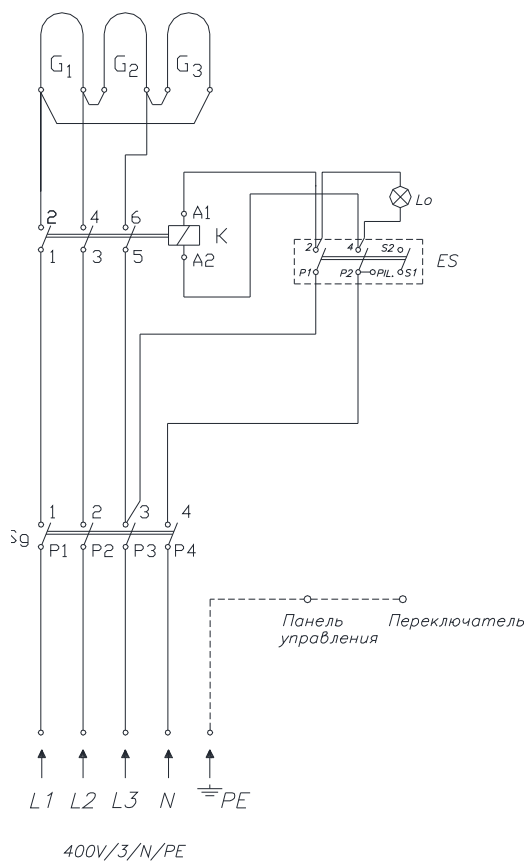 G1 G2 G3
2 4 6 A1 K
1 3 5 A2
Lo
2 4 S2 ES
P1 P2 PIL. S1
1 2 3 4
Sg P1 P2 P3 P4
Панель Переключатель
управления
L1 L2 L3 N PE
400V/3/N/PE